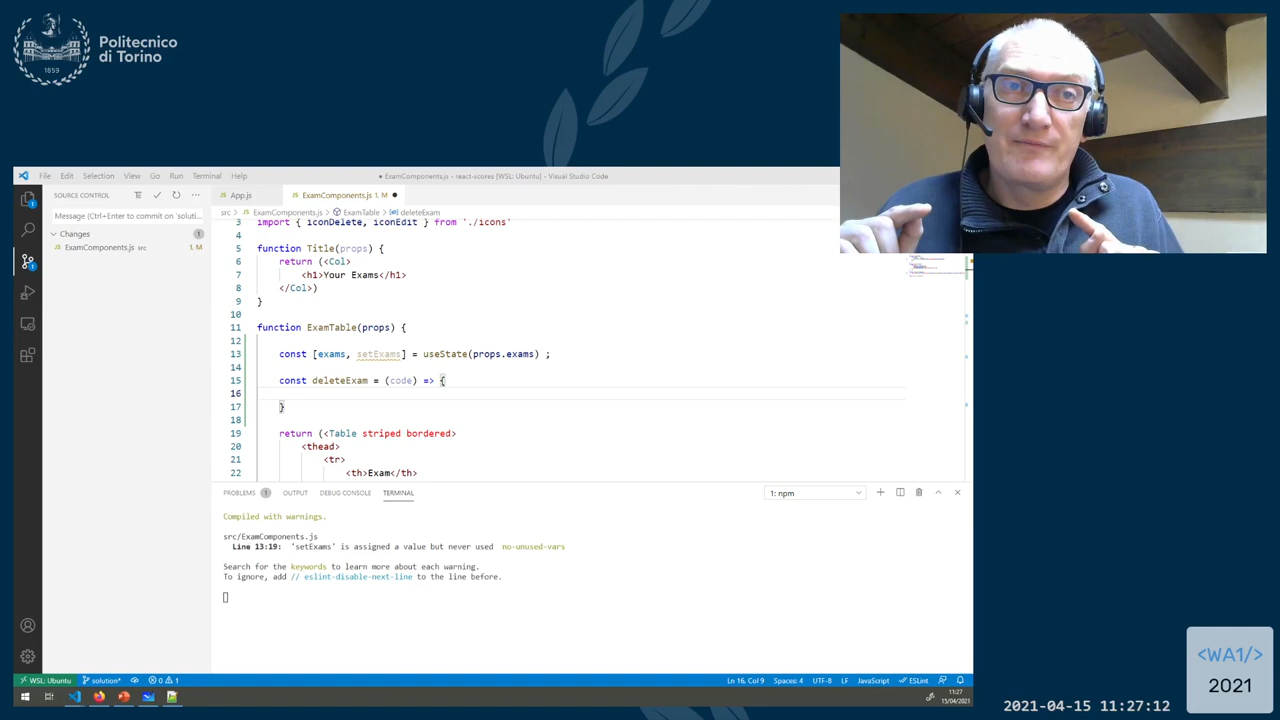 Politecnico
di Torino
1859
File Edit Selection View Go Run Terminal Help
● ExamComponents.js - react-scores [WSL: Ubuntu] - Visual Studio Code
SOURCE CONTROL
App.js
ExamComponents.js 1, M ●
Message (Ctrl+Enter to commit on 'soluti...
src > ExamComponents.js > ExamTable > deleteExam
Changes 1
ExamComponents.js src 1, M
3 import { iconDelete, iconEdit } from './icons'
4
5 function Title(props) {
6 return (<Col>
7 <h1>Your Exams</h1>
8 </Col>)
9 }
10
11 function ExamTable(props) {
12
13 const [exams, setExams] = useState(props.exams) ;
14
15 const deleteExam = (code) => {
16
17 }
18
19 return (<Table striped bordered>
20 <thead>
21 <tr>
22 <th>Exam</th>
PROBLEMS 1 OUTPUT DEBUG CONSOLE TERMINAL 1: npm
Compiled with warnings.
src/ExamComponents.js
Line 13:19: 'setExams' is assigned a value but never used no-unused-vars
Search for the keywords to learn more about each warning.
To ignore, add // eslint-disable-next-line to the line before.
WSL: Ubuntu solution* 0 1 Ln 16, Col 9 Spaces: 4 UTF-8 LF JavaScript ESLint
11:27
15/04/2021
<WA1/>
2021
2021-04-15 11:27:12